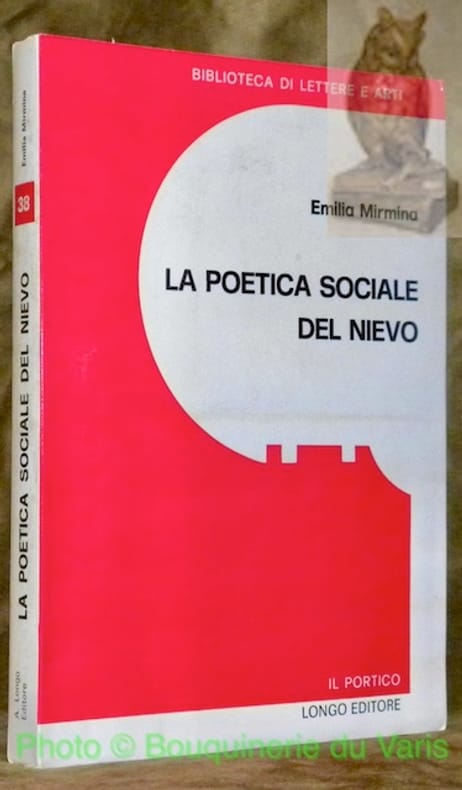 BIBLIOTECA DI LETTERE E ARTI
Emilia Mirmina
LA POETICA SOCIALE
DEL NIEVO
IL PORTICO
LONGO EDITORE
Emilia Mirmina
38
LA POETICA SOCIALE DEL NIEVO
A. Longo
Editore
Photo © Bouquinerie du Varis